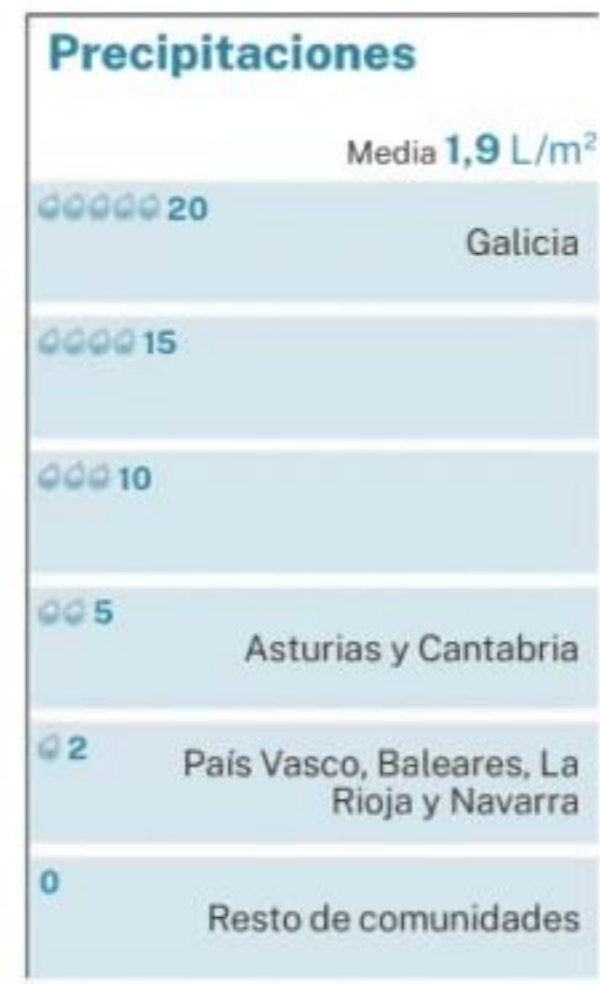 Precipitaciones
Media 1,9 L/m²
20
Galicia
15
10
5
Asturias y Cantabria
2
País Vasco, Baleares, La
Rioja y Navarra
0
Resto de comunidades